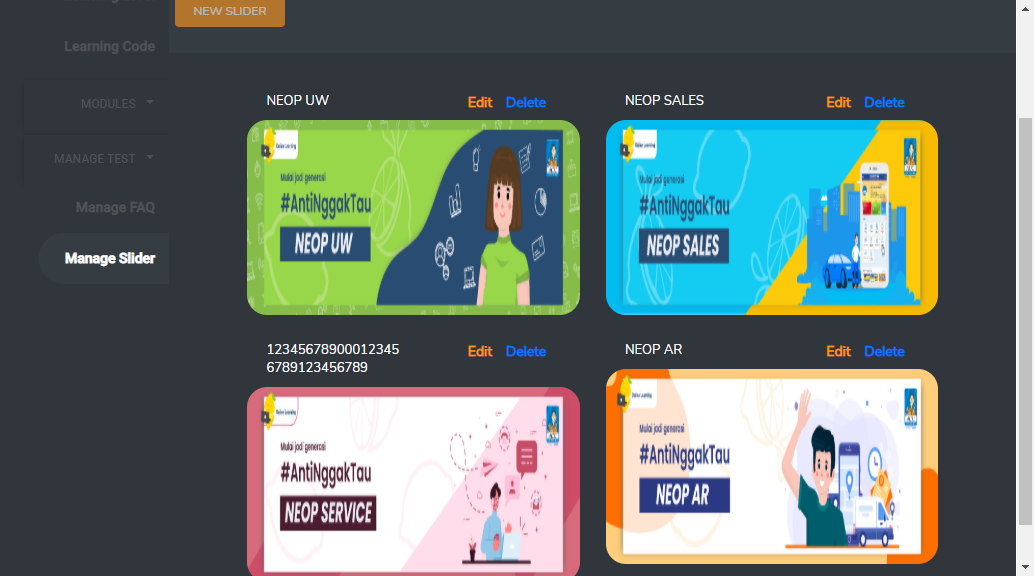 NEW SLIDER
Learning Code
MODULES
MANAGE TEST
Manage FAQ
Manage Slider
NEOP UW
Edit Delete
Online Learning
Mulai jadi generasi
#AntiNggakTau
NEOP UW
NEOP SALES
Edit Delete
Online Learning
Mulai jadi generasi
#AntiNggakTau
NEOP SALES
12345678900012345
6789123456789
Edit Delete
Online Learning
Mulai jadi generasi
#AntiNggakTau
NEOP SERVICE
NEOP AR
Edit Delete
Online Learning
Mulai jadi generasi
#AntiNggakTau
NEOP AR